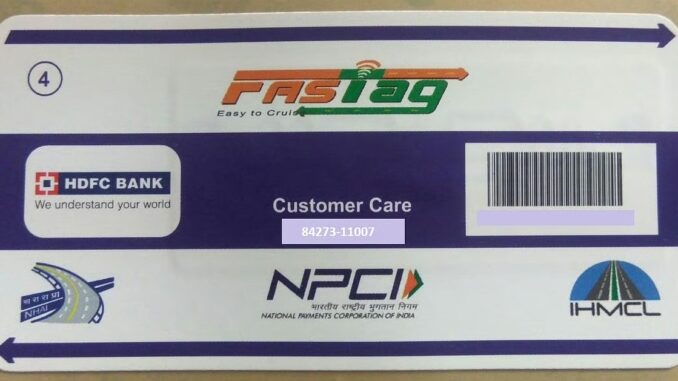 4
FASTag
Easy to Cruise
HDFC BANK
We understand your world
Customer Care
84273-11007
भाराराप्रा
NHAI
NPCI
भारतीय राष्ट्रीय भुगतान निगम
NATIONAL PAYMENTS CORPORATION OF INDIA
IHMCL